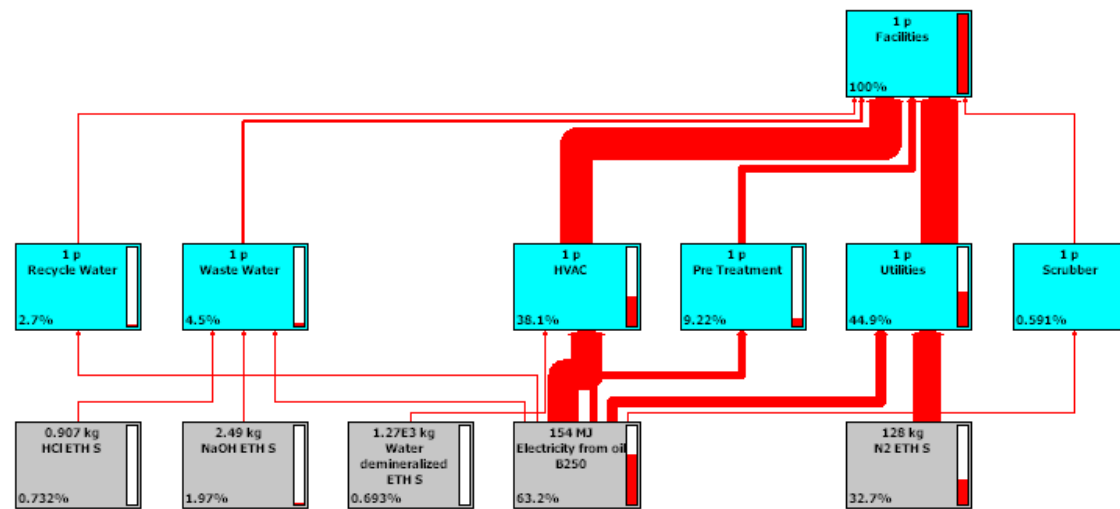 1 p
Facilities
100%
1 p
Recycle Water
2.7%
1 p
Waste Water
4.5%
1 p
HVAC
38.1%
1 p
Pre Treatment
9.22%
1 p
Utilities
44.9%
1 p
Scrubber
0.591%
0.907 kg
HCl ETH S
0.732%
2.49 kg
NaOH ETH S
1.97%
1.27E3 kg
Water
demineralized
ETH S
0.693%
154 MJ
Electricity from oil
B250
63.2%
128 kg
N2 ETH S
32.7%